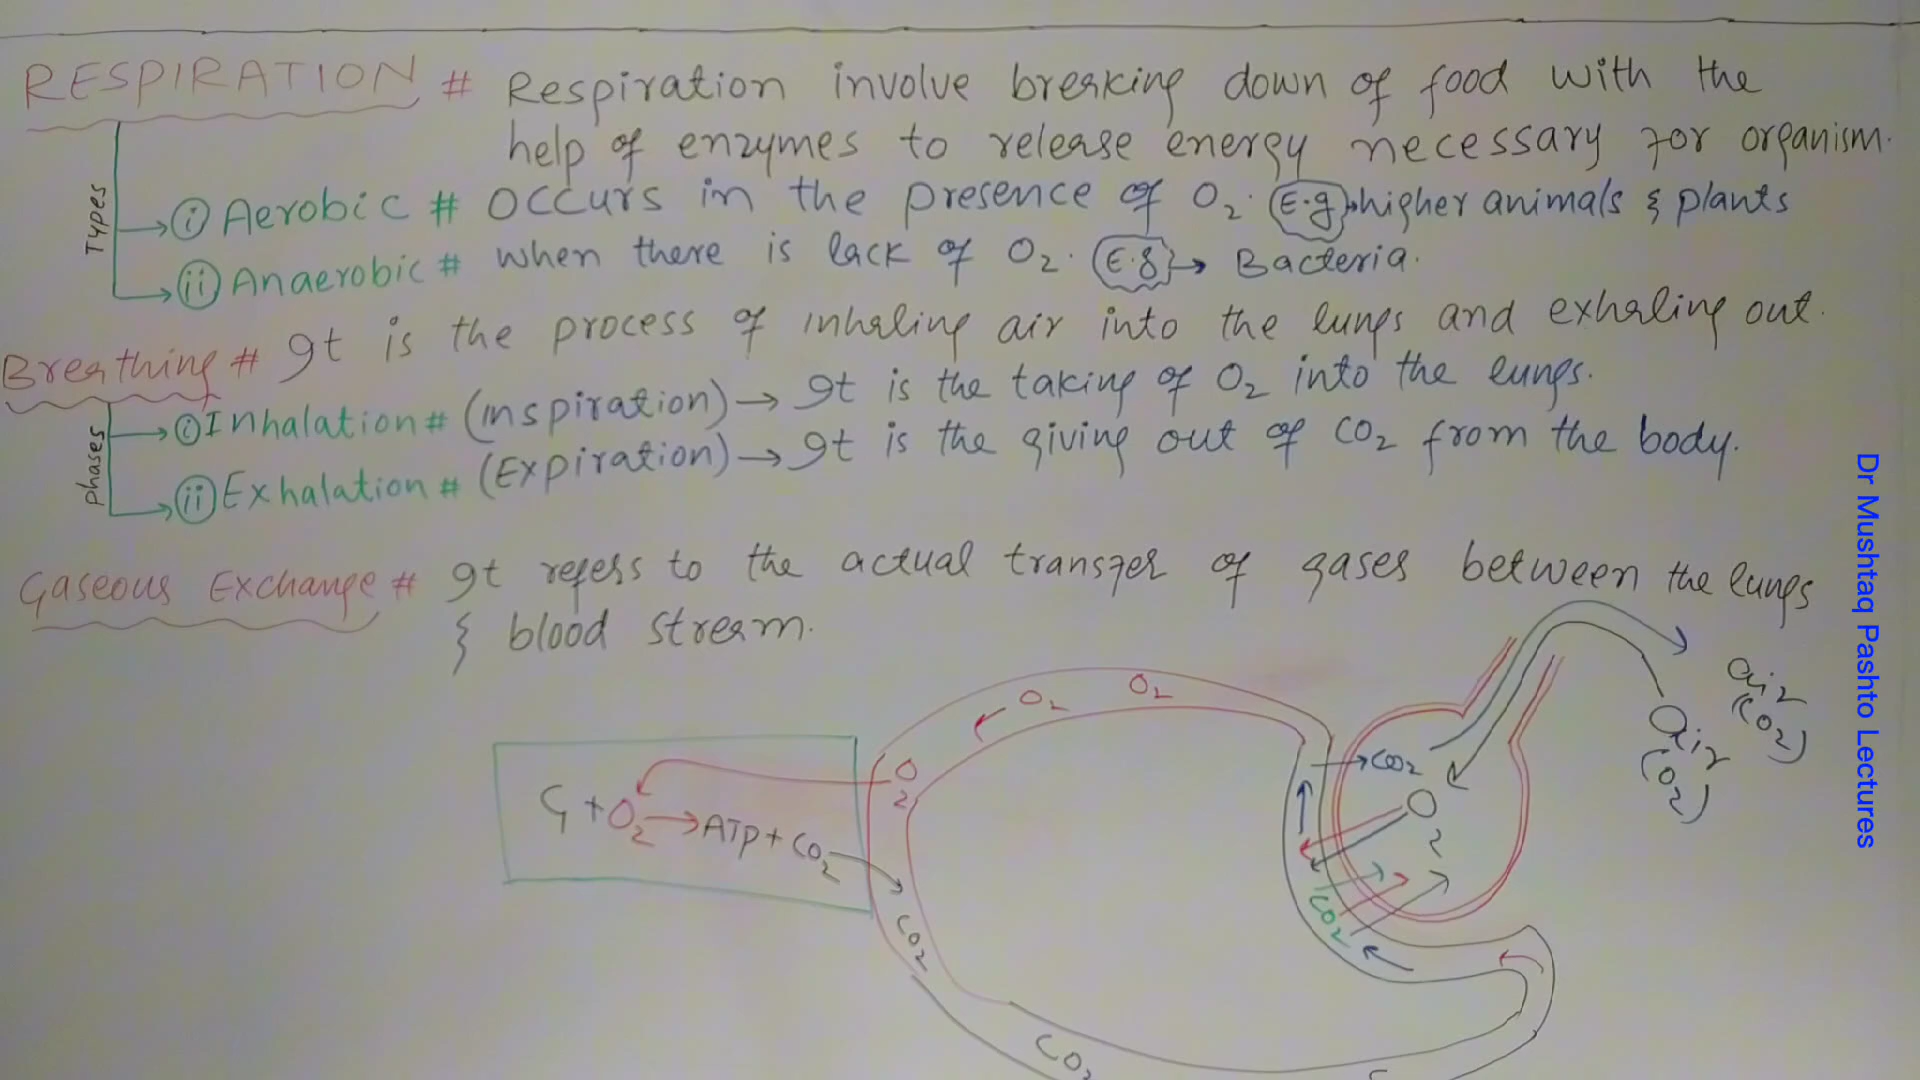 RESPIRATION # Respiration involve breaking down of food with the
help of enzymes to release energy necessary for organism.
Types
(i) Aerobic # Occurs in the presence of O2. (E.g) → higher animals & plants
(ii) Anaerobic # when there is lack of O2. (E.g) → Bacteria.
Breathing # It is the process of inhaling air into the lungs and exhaling out.
Phases
(i) Inhalation # (inspiration) → It is the taking of O2 into the lungs.
(ii) Exhalation # (Expiration) → It is the giving out of CO2 from the body.
Gaseous Exchange # It refers to the actual transfer of gases between the lungs
& blood stream.
O2 O2
O2
air
(CO2)
air
(O2)
→CO2
O2
G + O2 → ATP + CO2
CO2
CO2
CO2
Dr Mushtaq Pashto Lectures